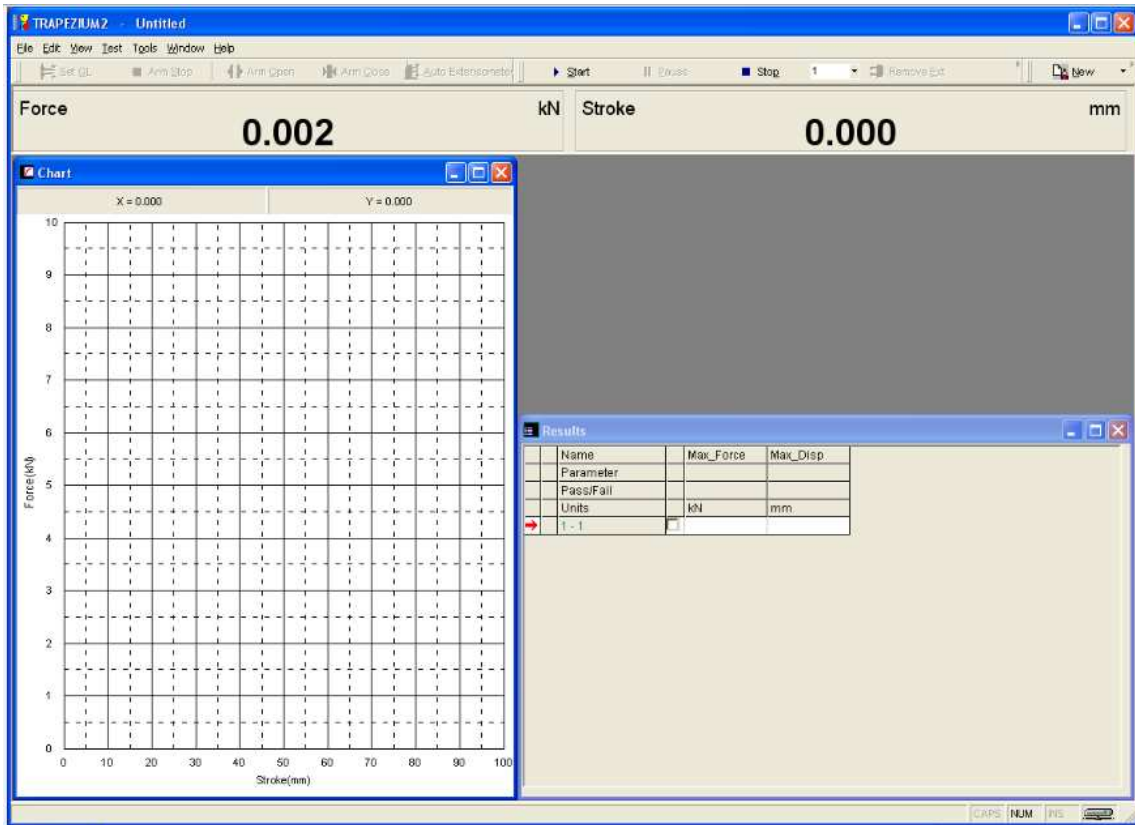 TRAPEZIUM2 - Untitled
File Edit View Test Tools Window Help
Set GL Arm Stop Arm Open Arm Close Auto Extensometer Start Pause Stop 1 Remove Ext New
Force kN Stroke mm
0.002 0.000
Chart
X = 0.000 Y = 0.000
10
9
8
7
6
5
4
3
2
1
0
Force(kN)
0 10 20 30 40 50 60 70 80 90 100
Stroke(mm)
Results
Name Max_Force Max_Disp
Parameter
Pass/Fail
Units kN mm
1 - 1
CAPS NUM INS